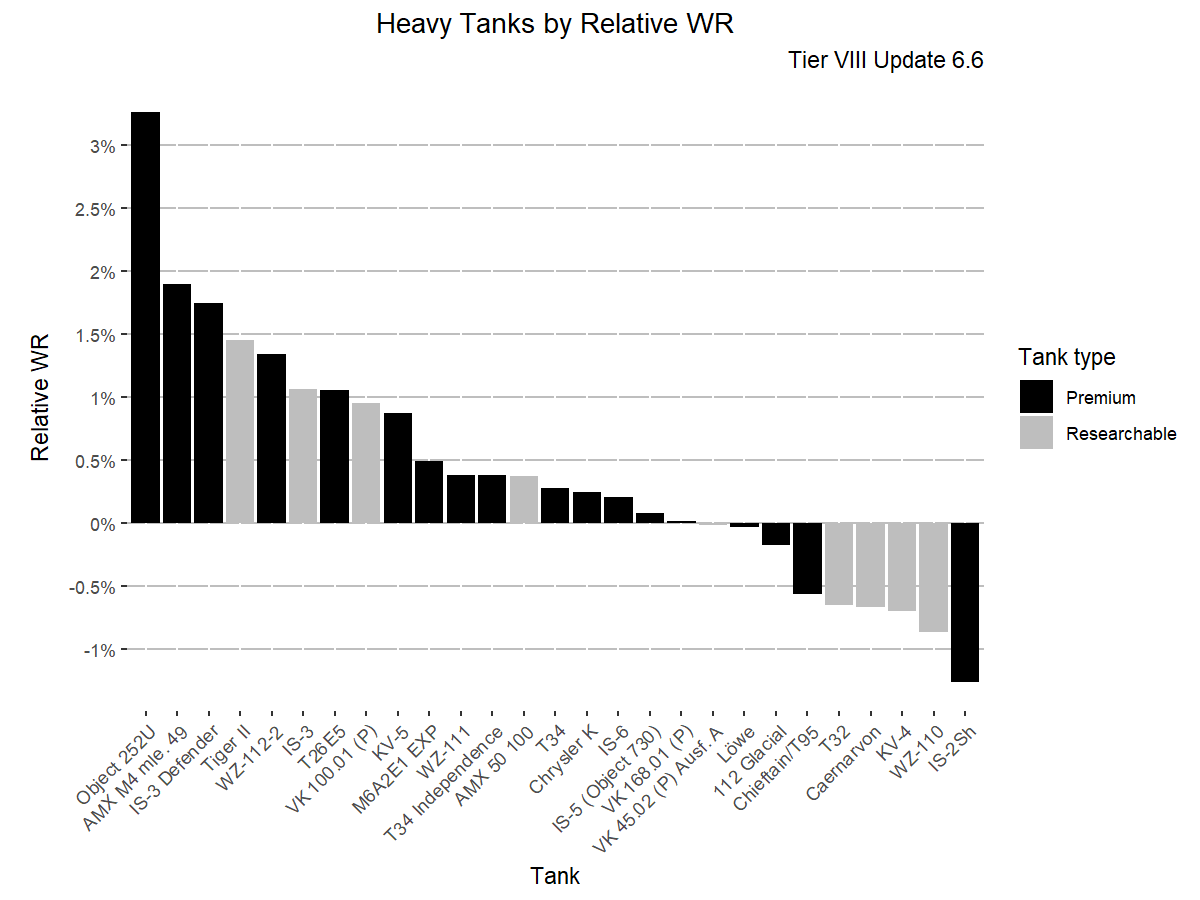 Heavy Tanks by Relative WR
Tier VIII Update 6.6
3%
2.5%
2%
1.5%
1%
0.5%
0%
-0.5%
-1%
Relative WR
Object 252U
AMX M4 mle. 49
IS-3 Defender
Tiger II
WZ-112-2
IS-3
T26E5
VK 100.01 (P)
KV-5
M6A2E1 EXP
WZ-111
T34 Independence
AMX 50 100
T34
Chrysler K
IS-6
IS-5 (Object 730)
VK 168.01 (P)
VK 45.02 (P) Ausf. A
Löwe
112 Glacial
Chieftain/T95
T32
Caernarvon
KV-4
WZ-110
IS-2Sh
Tank
Tank type
Premium
Researchable